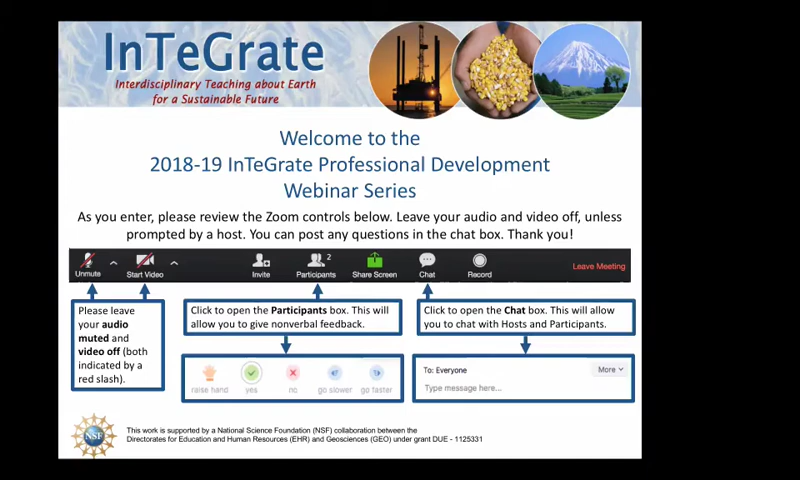 InTeGrate
Interdisciplinary Teaching about Earth
for a Sustainable Future
Welcome to the
2018-19 InTeGrate Professional Development
Webinar Series
As you enter, please review the Zoom controls below. Leave your audio and video off, unless
prompted by a host. You can post any questions in the chat box. Thank you!
2
Unmute Start Video Invite Participants Share Screen Chat Record Leave Meeting
Please leave
your audio
muted and
video off (both
indicated by a
red slash).
Click to open the Participants box. This will
allow you to give nonverbal feedback.
Click to open the Chat box. This will allow
you to chat with Hosts and Participants.
raise hand yes no go slower go faster
To: Everyone More
Type message here...
NSF
This work is supported by a National Science Foundation (NSF) collaboration between the
Directorates for Education and Human Resources (EHR) and Geosciences (GEO) under grant DUE - 1125331